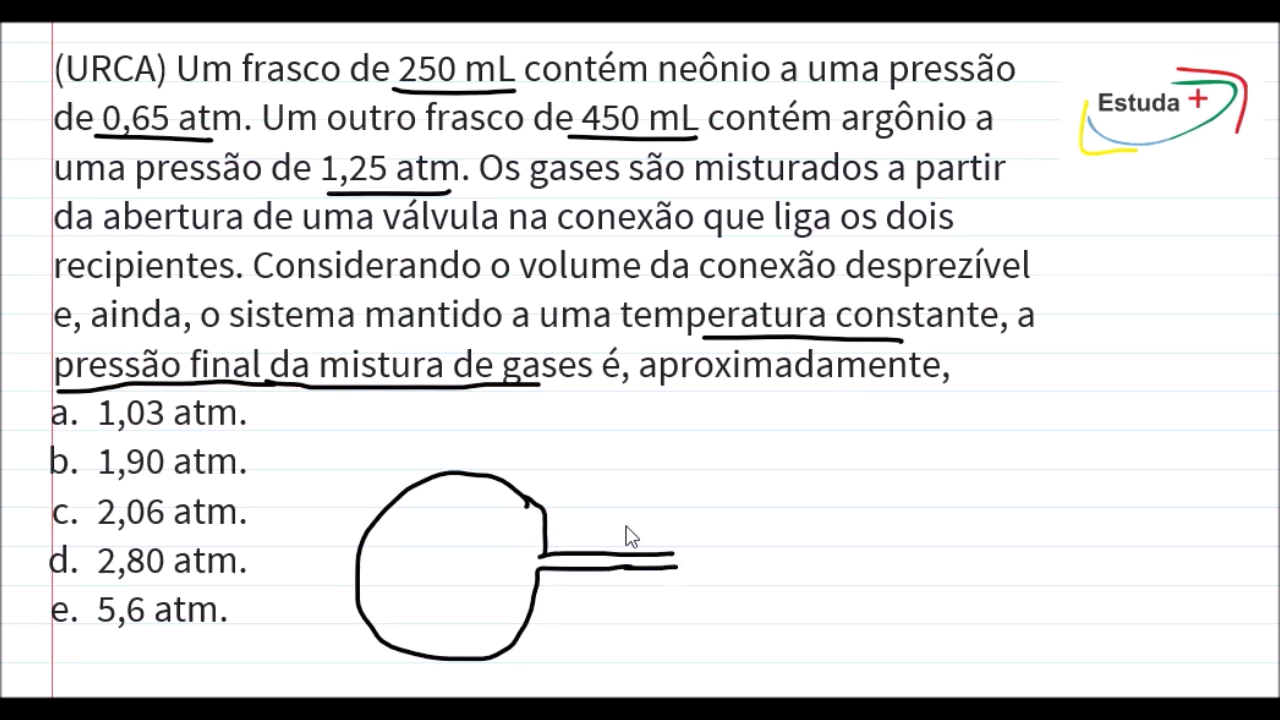 (URCA) Um frasco de 250 mL contém neônio a uma pressão
de 0,65 atm. Um outro frasco de 450 mL contém argônio a
uma pressão de 1,25 atm. Os gases são misturados a partir
da abertura de uma válvula na conexão que liga os dois
recipientes. Considerando o volume da conexão desprezível
e, ainda, o sistema mantido a uma temperatura constante, a
pressão final da mistura de gases é, aproximadamente,
a. 1,03 atm.
b. 1,90 atm.
c. 2,06 atm.
d. 2,80 atm.
e. 5,6 atm.
Estuda +